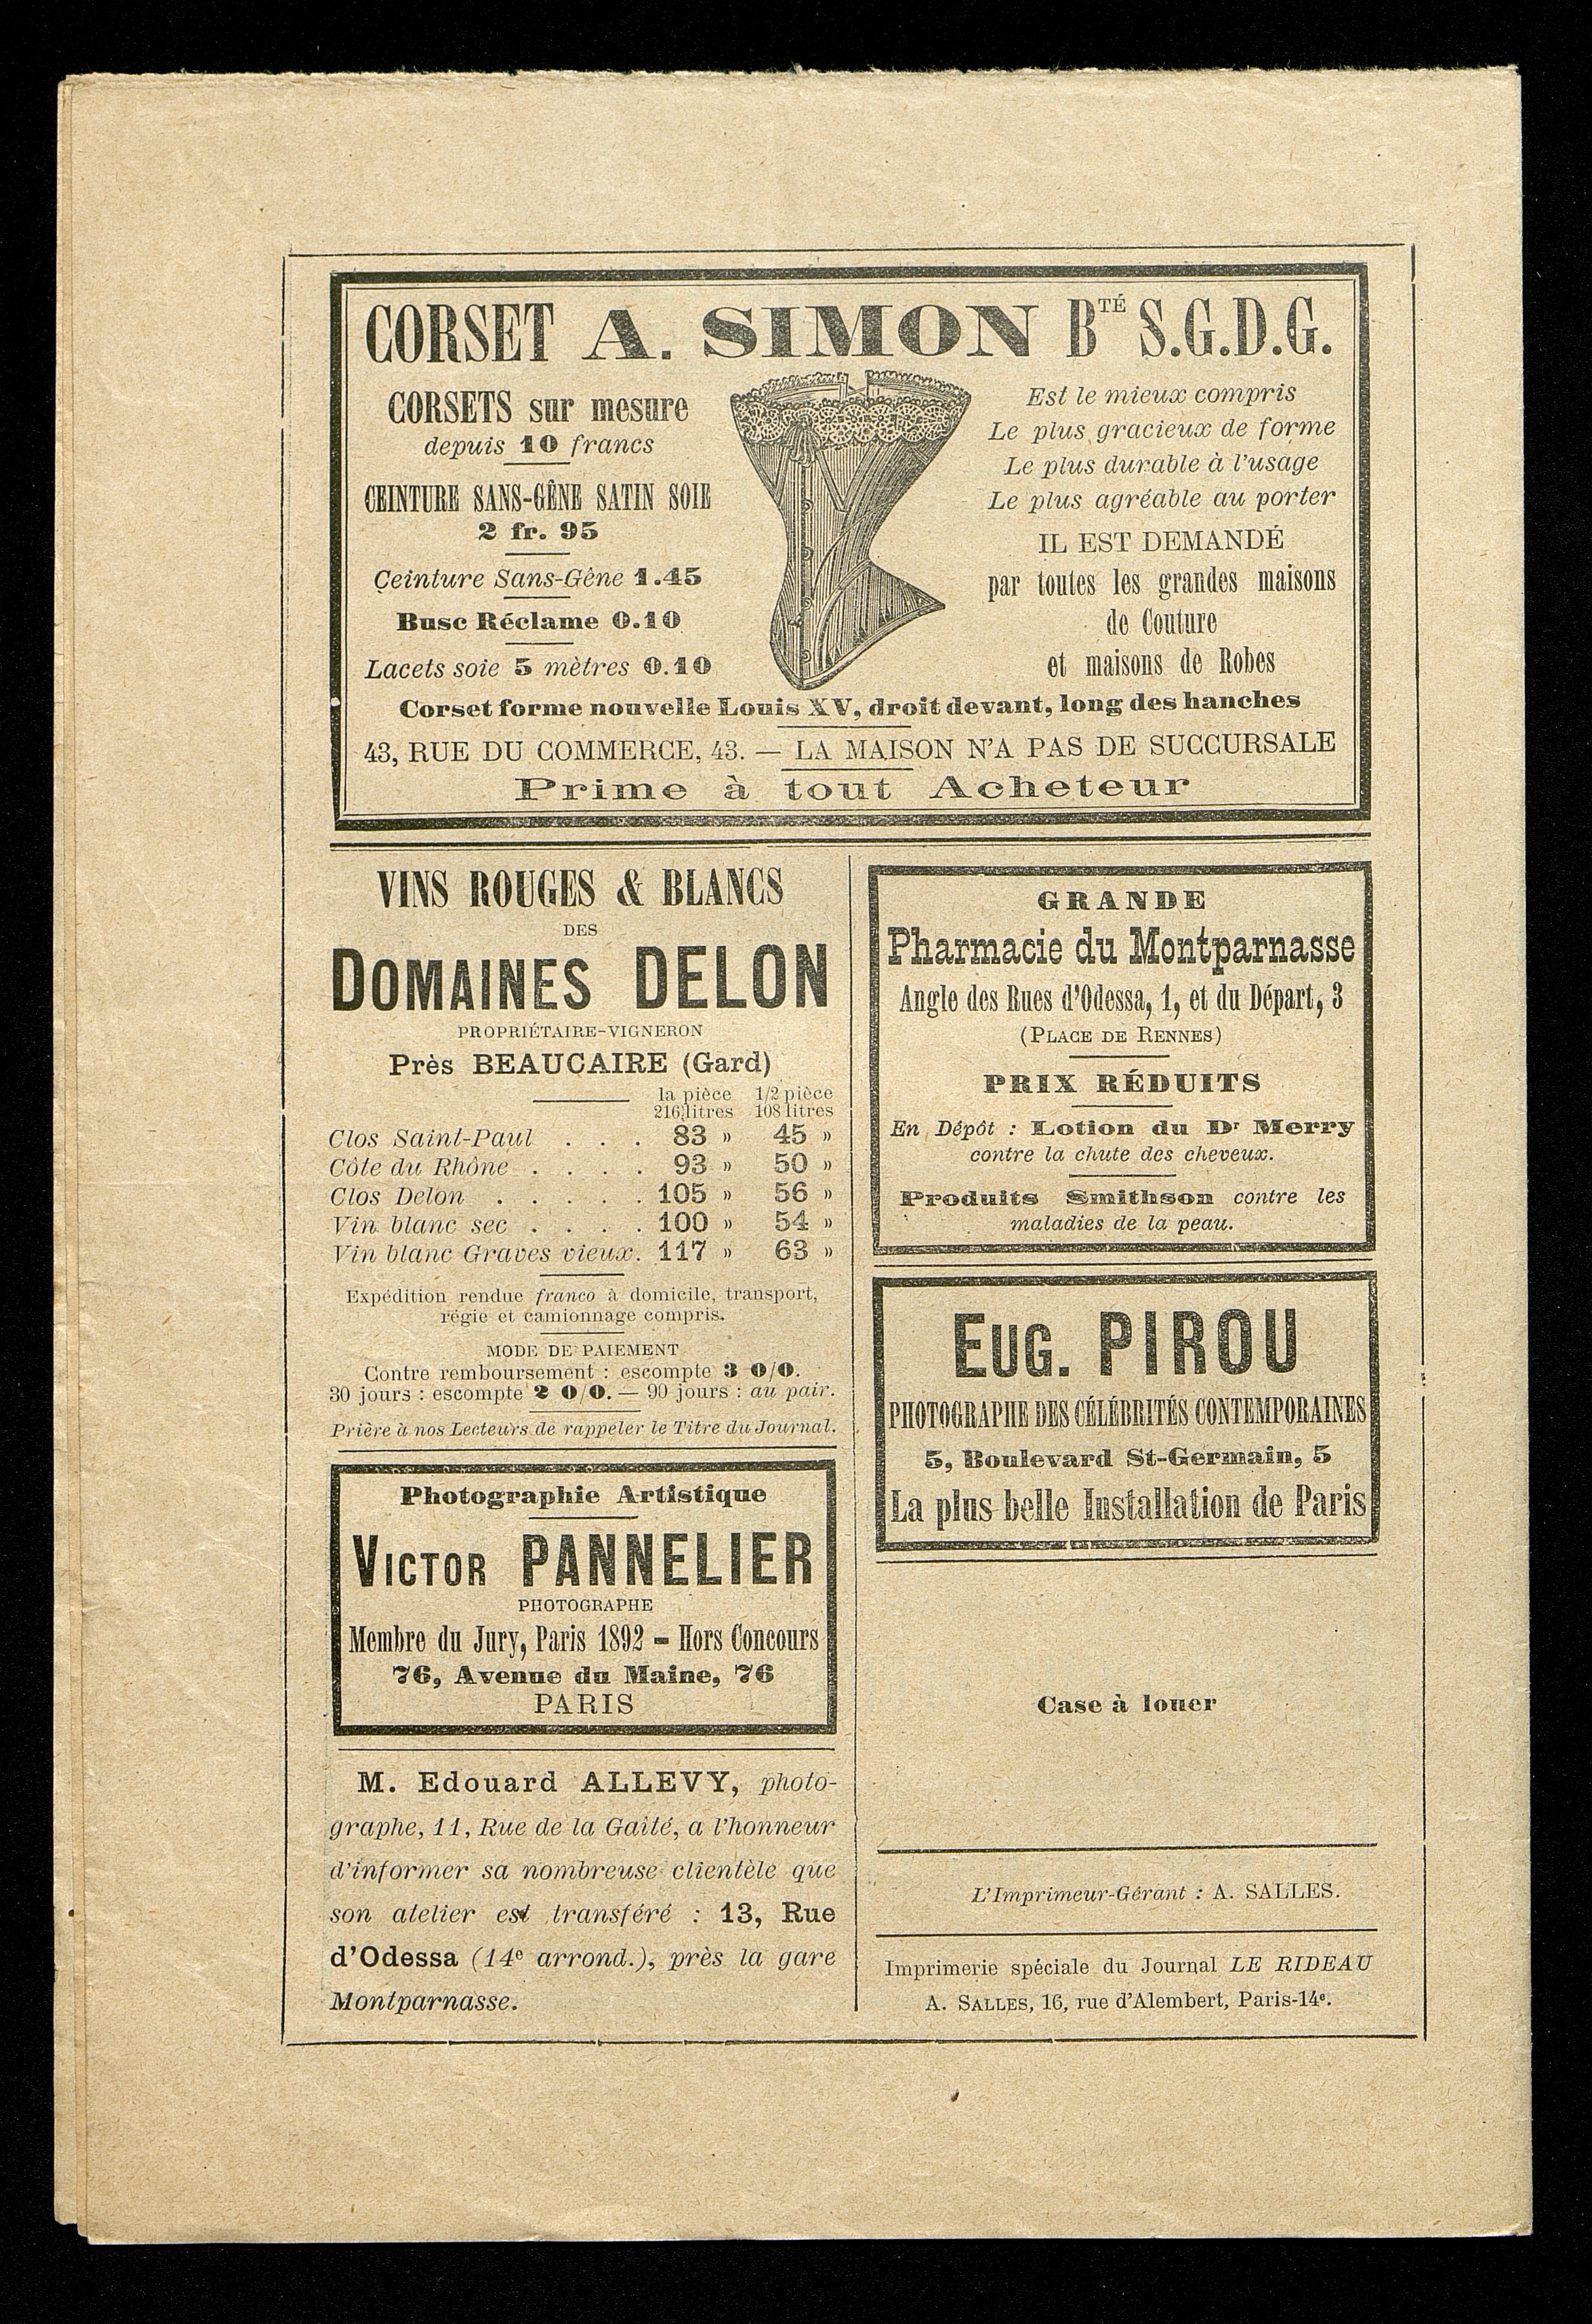 CORSET A. SIMON BTÉ S.G.D.G.
CORSETS sur mesure
depuis 10 francs
CEINTURE SANS-GÊNE SATIN SOIE
2 fr. 95
Ceinture Sans-Gêne 1.45
Busc Réclame 0.10
Lacets soie 5 mètres 0.10
Est le mieux compris
Le plus gracieux de forme
Le plus durable à l'usage
Le plus agréable au porter
IL EST DEMANDÉ
par toutes les grandes maisons
de Couture
et maisons de Robes
Corset forme nouvelle Louis XV, droit devant, long des hanches
43, RUE DU COMMERCE, 43. — LA MAISON N'A PAS DE SUCCURSALE
Prime à tout Acheteur
VINS ROUGES & BLANCS
DES
DOMAINES DELON
PROPRIÉTAIRE-VIGNERON
Près BEAUCAIRE (Gard)
la pièce 1/2 pièce
216 litres 108 litres
Clos Saint-Paul . . . 83 » 45 »
Côte du Rhône . . . . 93 » 50 »
Clos Delon . . . . . 105 » 56 »
Vin blanc sec . . . . 100 » 54 »
Vin blanc Graves vieux. 117 » 63 »
Expédition rendue franco à domicile, transport,
régie et camionnage compris.
MODE DE PAIEMENT
Contre remboursement : escompte 3 0/0.
30 jours : escompte 2 0/0. — 90 jours : au pair.
Prière à nos Lecteurs de rappeler le Titre du Journal.
Photographie Artistique
VICTOR PANNELIER
PHOTOGRAPHE
Membre du Jury, Paris 1892 - Hors Concours
76, Avenue du Maine, 76
PARIS
M. Edouard ALLEVY, photo-
graphe, 11, Rue de la Gaîté, a l'honneur
d'informer sa nombreuse clientèle que
son atelier est transféré : 13, Rue
d'Odessa (14e arrond.), près la gare
Montparnasse.
GRANDE
Pharmacie du Montparnasse
Angle des Rues d'Odessa, 1, et du Départ, 3
(PLACE DE RENNES)
PRIX RÉDUITS
En Dépôt : Lotion du Dr Merry
contre la chute des cheveux.
Produits Smithson contre les
maladies de la peau.
EUG. PIROU
PHOTOGRAPHE DES CÉLÉBRITÉS CONTEMPORAINES
5, Boulevard St-Germain, 5
La plus belle Installation de Paris
Case à louer
L'Imprimeur-Gérant : A. SALLES.
Imprimerie spéciale du Journal LE RIDEAU
A. SALLES, 16, rue d'Alembert, Paris-14e.